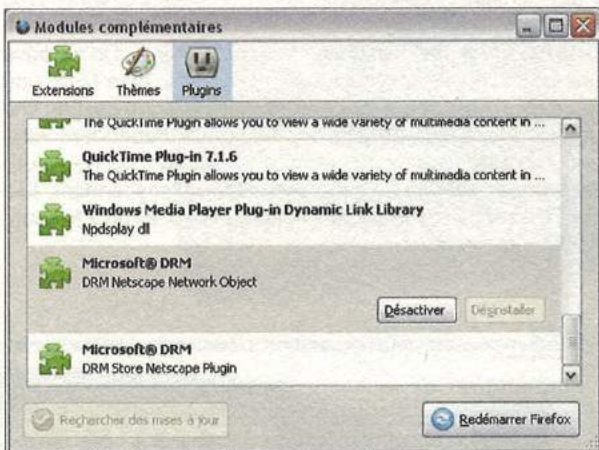 Modules complémentaires
Extensions Thèmes Plugins
The QuickTime Plugin allows you to view a wide variety of multimedia content in ...
QuickTime Plug-in 7.1.6
The QuickTime Plugin allows you to view a wide variety of multimedia content in ...
Windows Media Player Plug-in Dynamic Link Library
Npdsplay dll
Microsoft® DRM
DRM Netscape Network Object
Désactiver Désinstaller
Microsoft® DRM
DRM Store Netscape Plugin
Rechercher des mises à jour Redémarrer Firefox